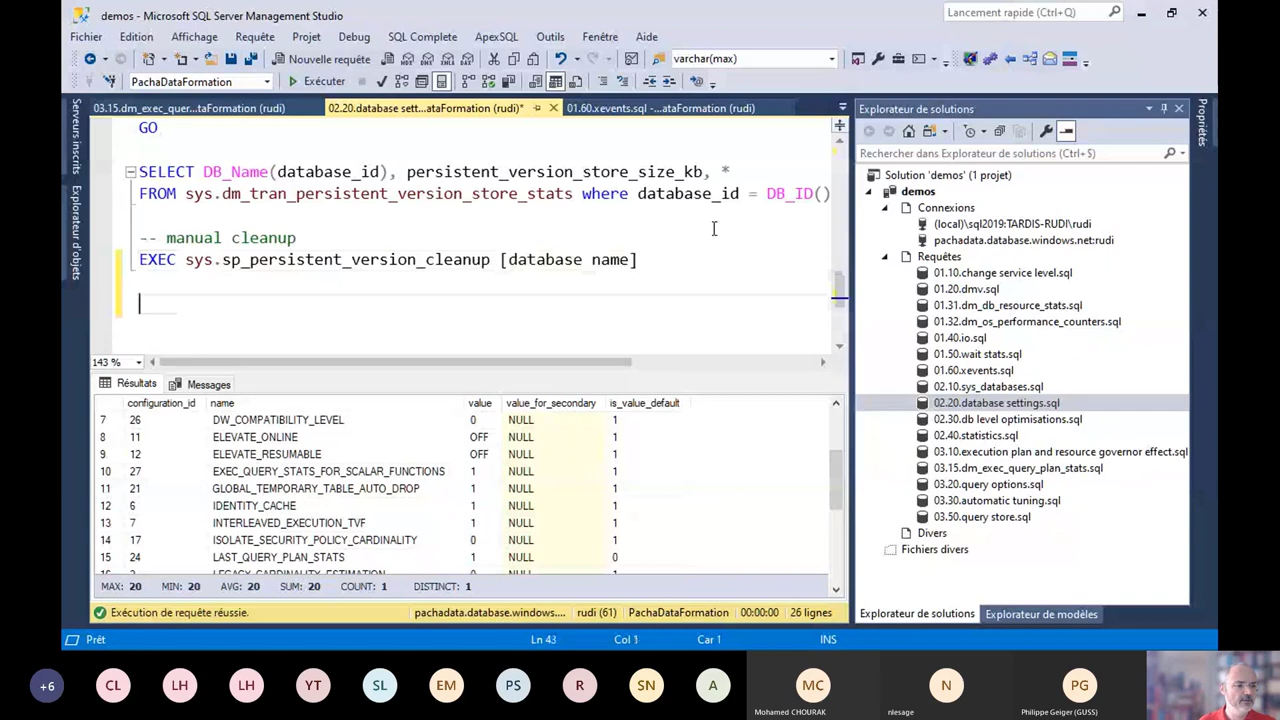 demos - Microsoft SQL Server Management Studio
Lancement rapide (Ctrl+Q)
Fichier Edition Affichage Requête Projet Debug SQL Complete ApexSQL Outils Fenêtre Aide
Nouvelle requête
varchar(max)
PachaDataFormation
Exécuter
03.15.dm_exec_quer...taFormation (rudi)
02.20.database sett...ataFormation (rudi)*
01.60.xevents.sql -...ataFormation (rudi)
Serveurs inscrits
Explorateur d'objets
GO
SELECT DB_Name(database_id), persistent_version_store_size_kb, *
FROM sys.dm_tran_persistent_version_store_stats where database_id = DB_ID()
-- manual cleanup
EXEC sys.sp_persistent_version_cleanup [database name]
143 %
Résultats Messages
configuration_id name value value_for_secondary is_value_default
7 26 DW_COMPATIBILITY_LEVEL 0 NULL 1
8 11 ELEVATE_ONLINE OFF NULL 1
9 12 ELEVATE_RESUMABLE OFF NULL 1
10 27 EXEC_QUERY_STATS_FOR_SCALAR_FUNCTIONS 1 NULL 1
11 21 GLOBAL_TEMPORARY_TABLE_AUTO_DROP 1 NULL 1
12 6 IDENTITY_CACHE 1 NULL 1
13 7 INTERLEAVED_EXECUTION_TVF 1 NULL 1
14 17 ISOLATE_SECURITY_POLICY_CARDINALITY 0 NULL 1
15 24 LAST_QUERY_PLAN_STATS 1 NULL 0
LEGACY_CARDINALITY_ESTIMATION
MAX: 20 MIN: 20 AVG: 20 SUM: 20 COUNT: 1 DISTINCT: 1
Exécution de requête réussie. pachadata.database.windows.... rudi (61) PachaDataFormation 00:00:00 26 lignes
Explorateur de solutions
Rechercher dans Explorateur de solutions (Ctrl+$)
Solution 'demos' (1 projet)
demos
Connexions
(local)\sql2019:TARDIS-RUDI\rudi
pachadata.database.windows.net:rudi
Requêtes
01.10.change service level.sql
01.20.dmv.sql
01.31.dm_db_resource_stats.sql
01.32.dm_os_performance_counters.sql
01.40.io.sql
01.50.wait stats.sql
01.60.xevents.sql
02.10.sys_databases.sql
02.20.database settings.sql
02.30.db level optimisations.sql
02.40.statistics.sql
03.10.execution plan and resource governor effect.sql
03.15.dm_exec_query_plan_stats.sql
03.20.query options.sql
03.30.automatic tuning.sql
03.50.query store.sql
Divers
Fichiers divers
Explorateur de solutions Explorateur de modèles
Propriétés
Prêt Ln 43 Col 1 Car 1 INS
+6 CL LH LH YT SL EM PS R SN A MC N PG
Mohamed CHOURAK nlesage Philippe Geiger (GUSS)